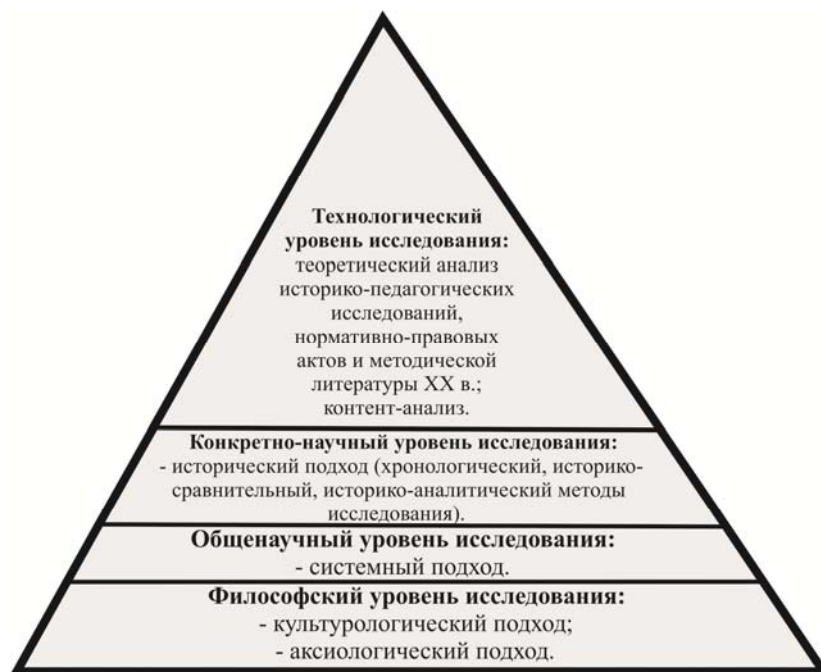 Технологический
уровень исследования:
теоретический анализ
историко-педагогических
исследований,
нормативно-правовых
актов и методической
литературы XX в.;
контент-анализ.
Конкретно-научный уровень исследования:
- исторический подход (хронологический, историко-
сравнительный, историко-аналитический методы
исследования).
Общенаучный уровень исследования:
- системный подход.
Философский уровень исследования:
- культурологический подход;
- аксиологический подход.